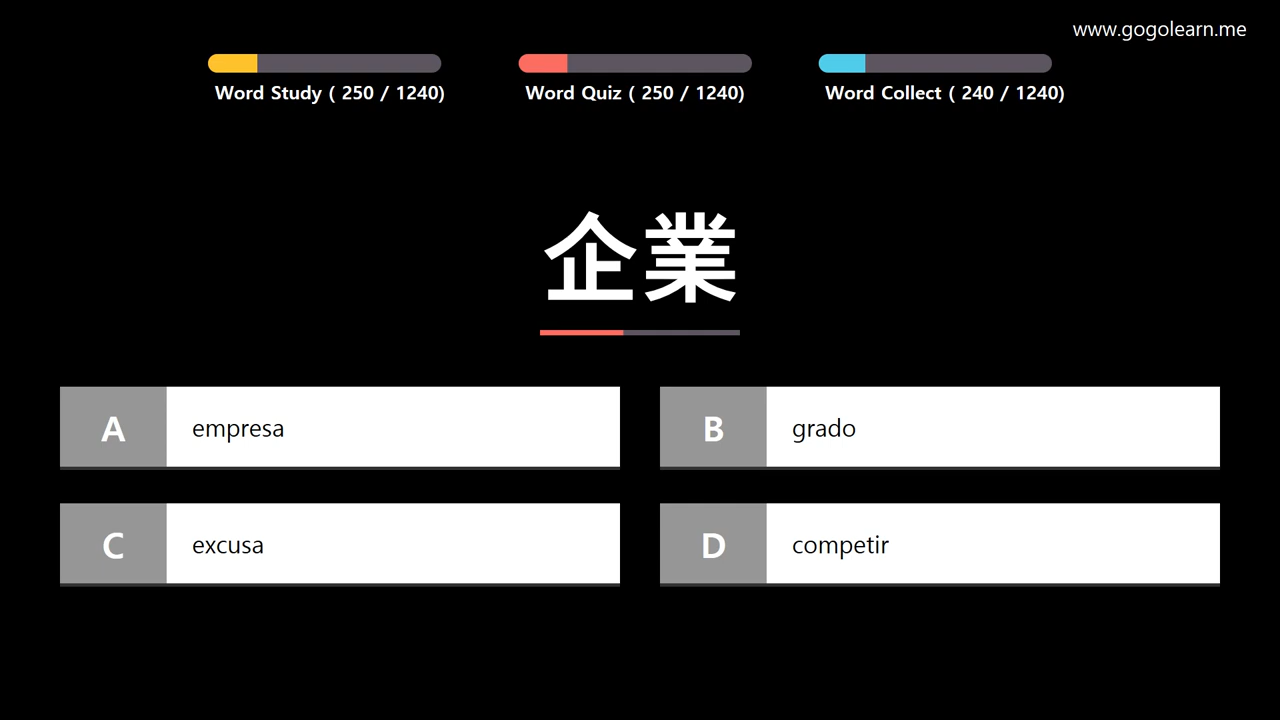 www.gogolearn.me
Word Study ( 250 / 1240)
Word Quiz ( 250 / 1240)
Word Collect ( 240 / 1240)
企業
A
empresa
B
grado
C
excusa
D
competir